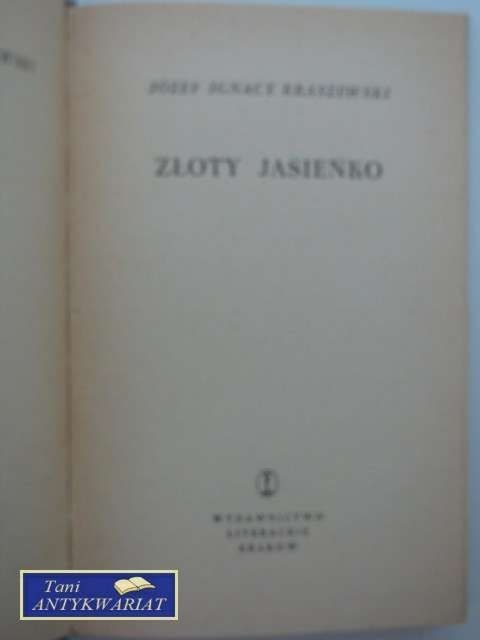 JÓZEF IGNACY KRASZEWSKI
ZŁOTY JASIEŃKO
WYDAWNICTWO
LITERACKIE
KRAKÓW
Tani
ANTYKWARIAT